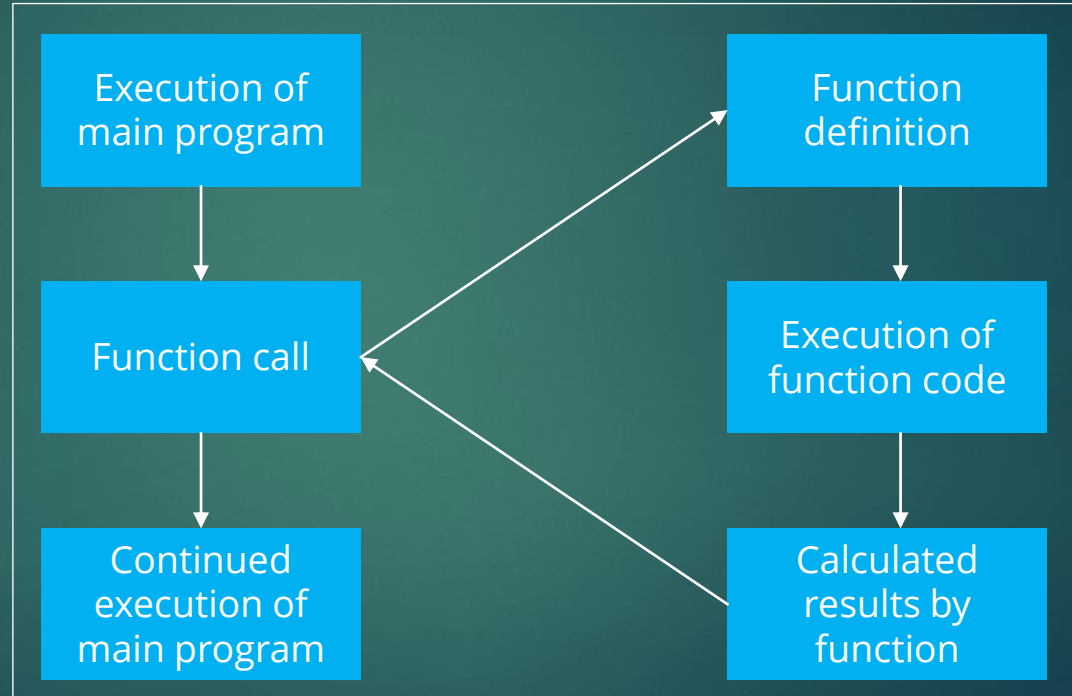 Execution of
main program
Function call
Continued
execution of
main program
Function
definition
Execution of
function code
Calculated
results by
function